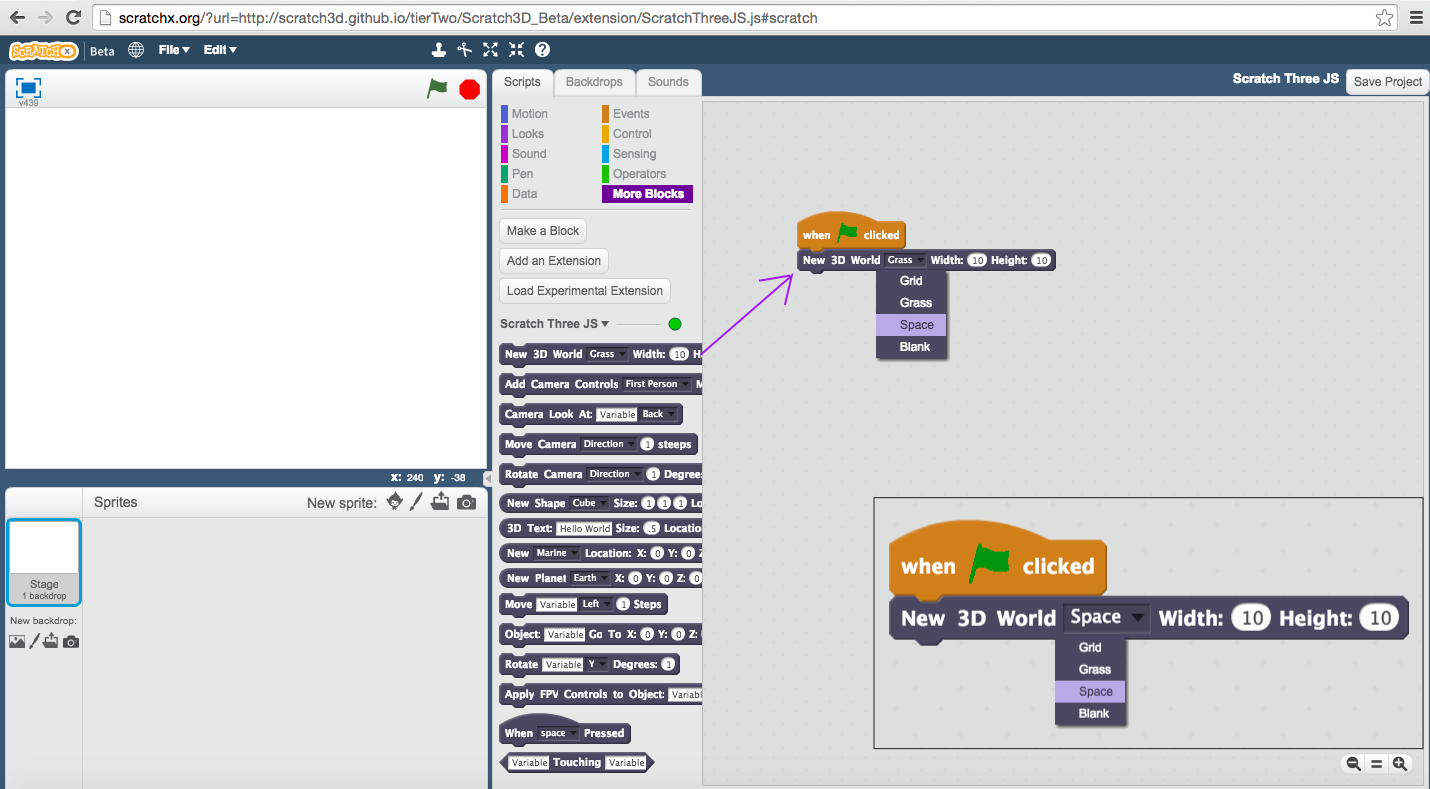 scratchx.org/?url=http://scratch3d.github.io/tierTwo/Scratch3D_Beta/extension/ScratchThreeJS.js#scratch
SCRATCHX Beta File Edit ?
v439
Scripts Backdrops Sounds
Scratch Three JS Save Project
Motion Events
Looks Control
Sound Sensing
Pen Operators
Data More Blocks
Make a Block
Add an Extension
Load Experimental Extension
Scratch Three JS
New 3D World Grass Width: 10 H
Add Camera Controls First Person M
Camera Look At: Variable Back
Move Camera Direction 1 steeps
Rotate Camera Direction 1 Degrees
New Shape Cube Size: 1 1 1 Lo
3D Text: Hello World Size: .5 Locatio
New Marine Location: X: 0 Y: 0 Z
New Planet Earth X: 0 Y: 0 Z: 0
Move Variable Left 1 Steps
Object: Variable Go To X: 0 Y: 0 Z:
Rotate Variable Y Degrees: 1
Apply FPV Controls to Object: Variabl
When space Pressed
Variable Touching Variable
when clicked
New 3D World Grass Width: 10 Height: 10
Grid
Grass
Space
Blank
when clicked
New 3D World Space Width: 10 Height: 10
Grid
Grass
Space
Blank
x: 240 y: -38
Sprites New sprite:
Stage
1 backdrop
New backdrop: